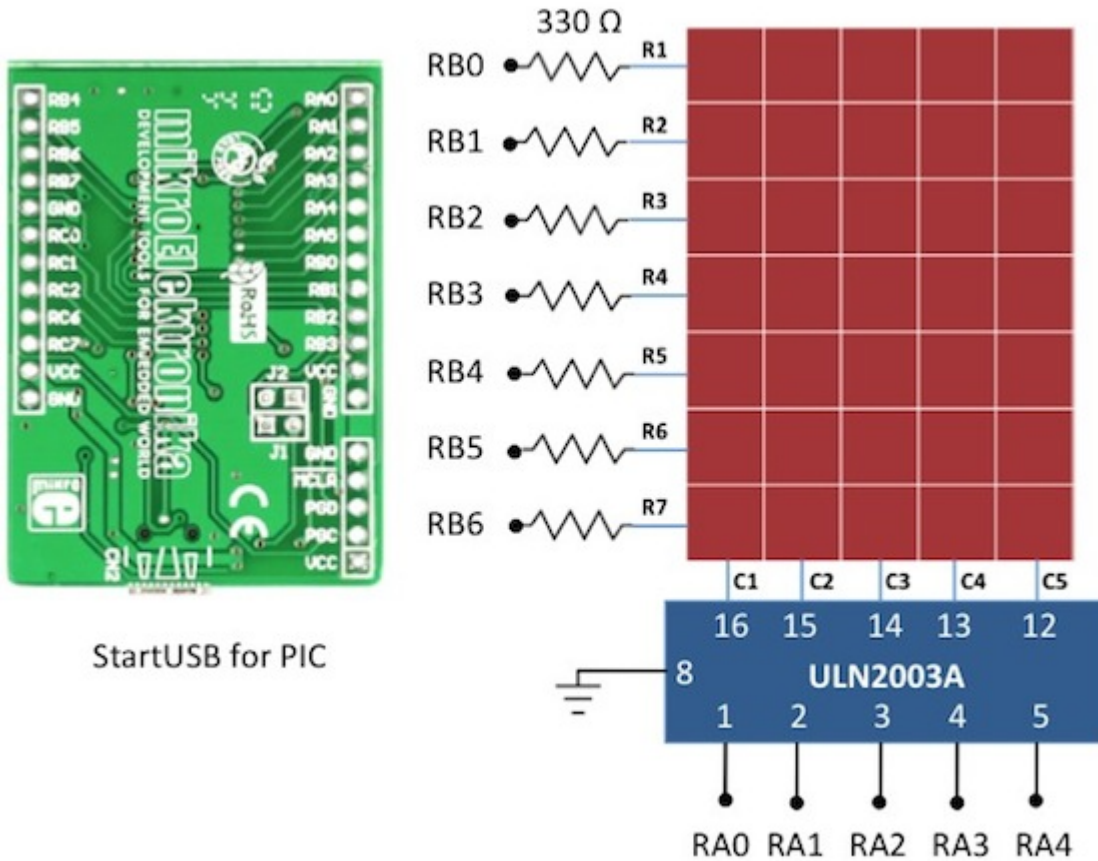 330 Ω
RB0
R1
RB1
R2
RB2
R3
RB3
R4
RB4
R5
RB5
R6
RB6
R7
C1 C2 C3 C4 C5
16 15 14 13 12
8
ULN2003A
1 2 3 4 5
RA0 RA1 RA2 RA3 RA4
RB4
RB5
RB6
RB7
GND
RC0
RC1
RC2
RC6
RC7
VCC
GND
mikroElektronika
DEVELOPMENT TOOLS FOR EMBEDDED WORLD
RoHS
RA0
RA1
RA2
RA3
RA4
RA5
RB0
RB1
RB2
RB3
VCC
GND
J2
J1
GND
MCLR
PGD
PGC
VCC
CE
CN2
StartUSB for PIC